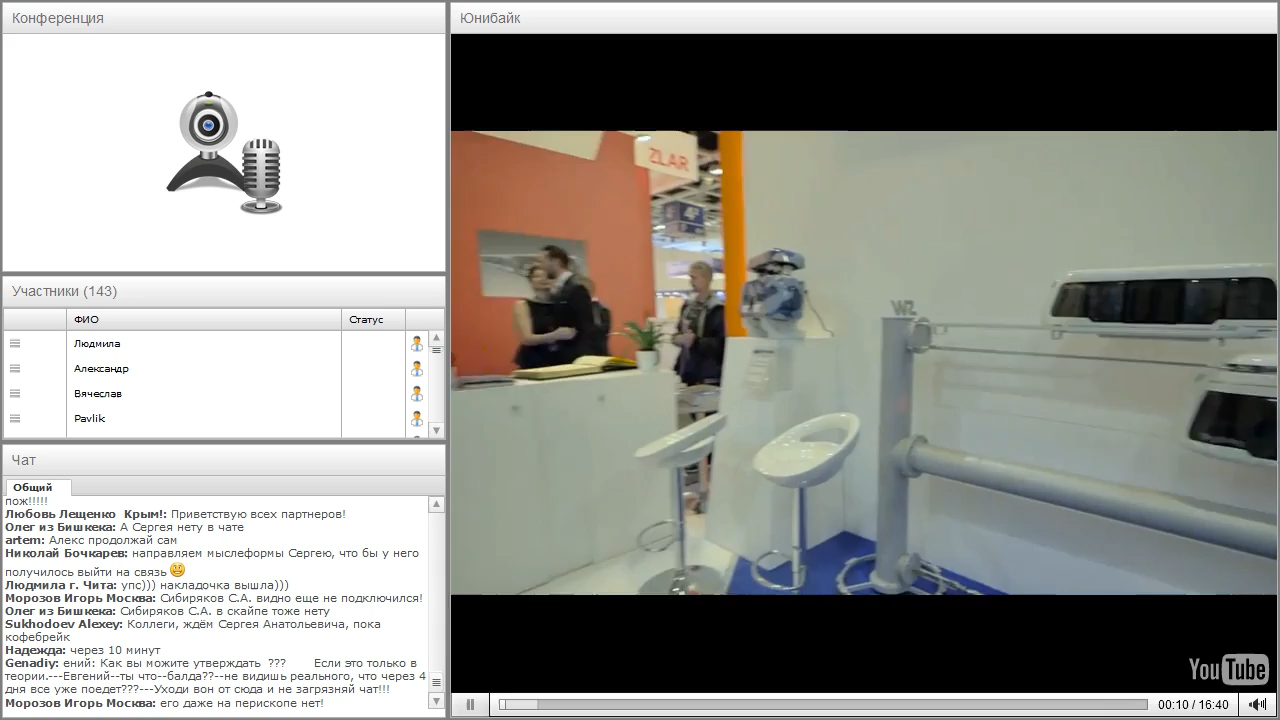 Конференция
Юнибайк
ZLAR
W2
Участники (143)
ФИО
Статус
Людмила
Александр
Вячеслав
Pavlik
Чат
Общий
пож!!!!!
Любовь Лещенко  Крым!: Приветствую всех партнеров!
Олег из Бишкека: А Сергея нету в чате
artem: Алекс продолжай сам
Николай Бочкарев: направляем мыслеформы Сергею, что бы у него
получилось выйти на связь
Людмила г. Чита: упс))) накладочка вышла)))
Морозов Игорь Москва: Сибиряков С.А. видно еще не подключился!
Олег из Бишкека: Сибиряков С.А. в скайпе тоже нету
Sukhodoev Alexey: Коллеги, ждём Сергея Анатольевича, пока
кофебрейк
Надежда: через 10 минут
Genadiy: ений: Как вы можите утверждать  ???        Если это только в
теории.---Евгений--ты что--балда??--не видишь реального, что через 4
дня все уже поедет???---Уходи вон от сюда и не загрязняй чат!!!
Морозов Игорь Москва: его даже на перископе нет!
YouTube
00:10 / 16:40